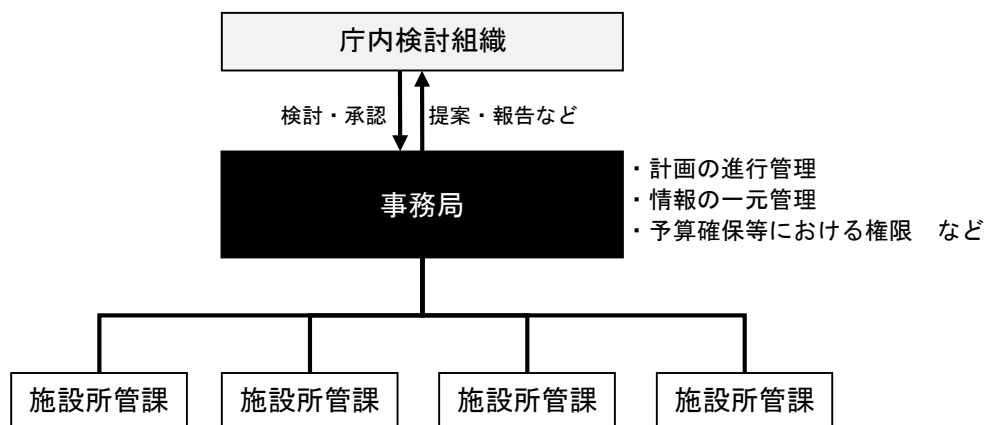 庁内検討組織
検討・承認
提案・報告など
事務局
・計画の進行管理
・情報の一元管理
・予算確保等における権限　など
施設所管課
施設所管課
施設所管課
施設所管課